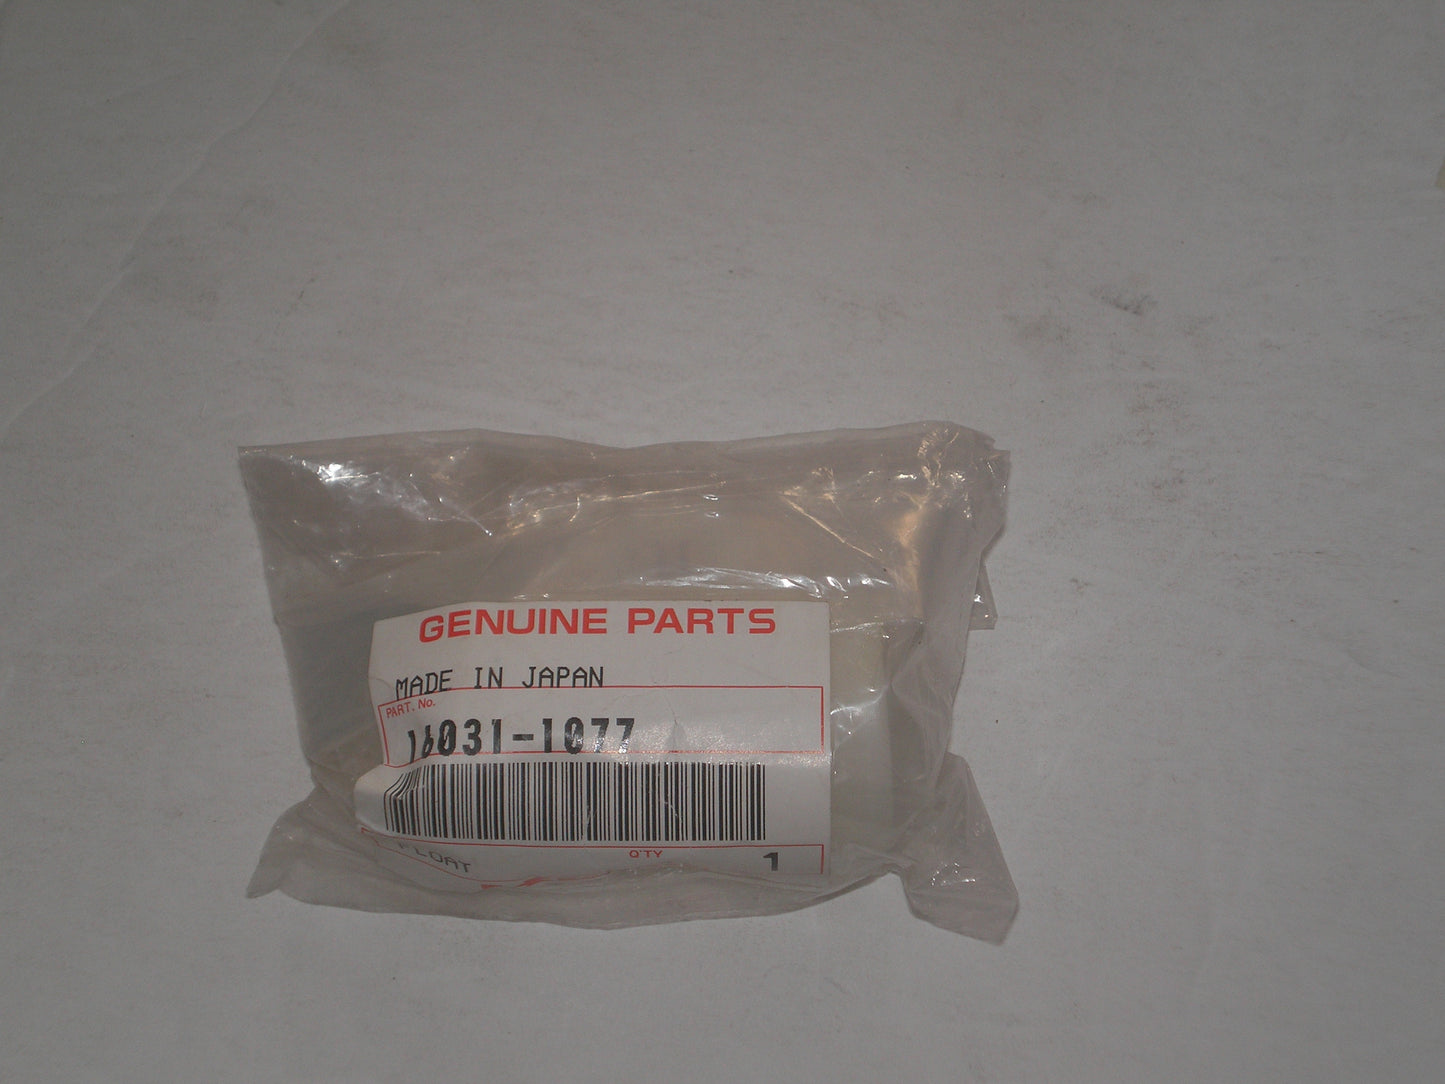 GENUINE PARTS
MADE IN JAPAN
PART. No.
16031-1077
FLOAT
Q'TY
1